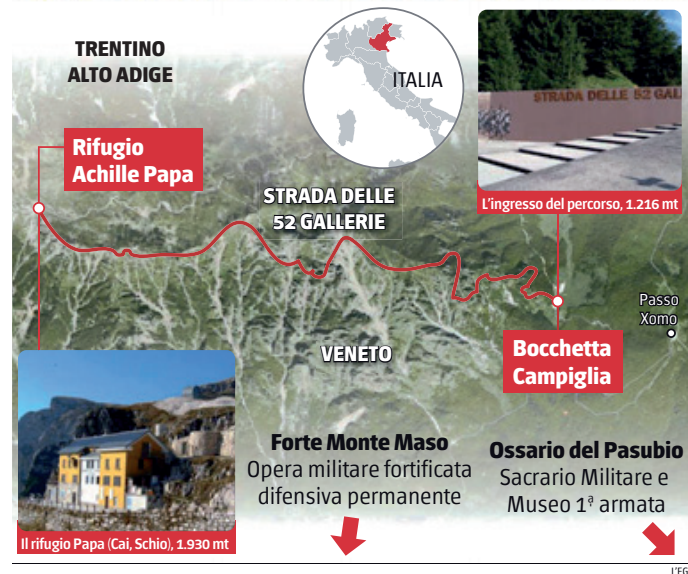 TRENTINO
ALTO ADIGE
ITALIA
STRADA DELLE 52 GAL
L'ingresso del percorso, 1.216 mt
Rifugio
Achille Papa
STRADA DELLE
52 GALLERIE
Passo
Xomo
VENETO
Bocchetta
Campiglia
Forte Monte Maso
Opera militare fortificata
difensiva permanente
Ossario del Pasubio
Sacrario Militare e
Museo 1ª armata
Il rifugio Papa (Cai, Schio), 1.930 mt
L'EG